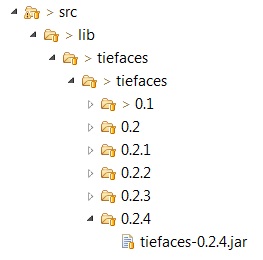 > src
> lib
> tiefaces
> tiefaces
> 0.1
0.2
0.2.1
0.2.2
0.2.3
0.2.4
tiefaces-0.2.4.jar